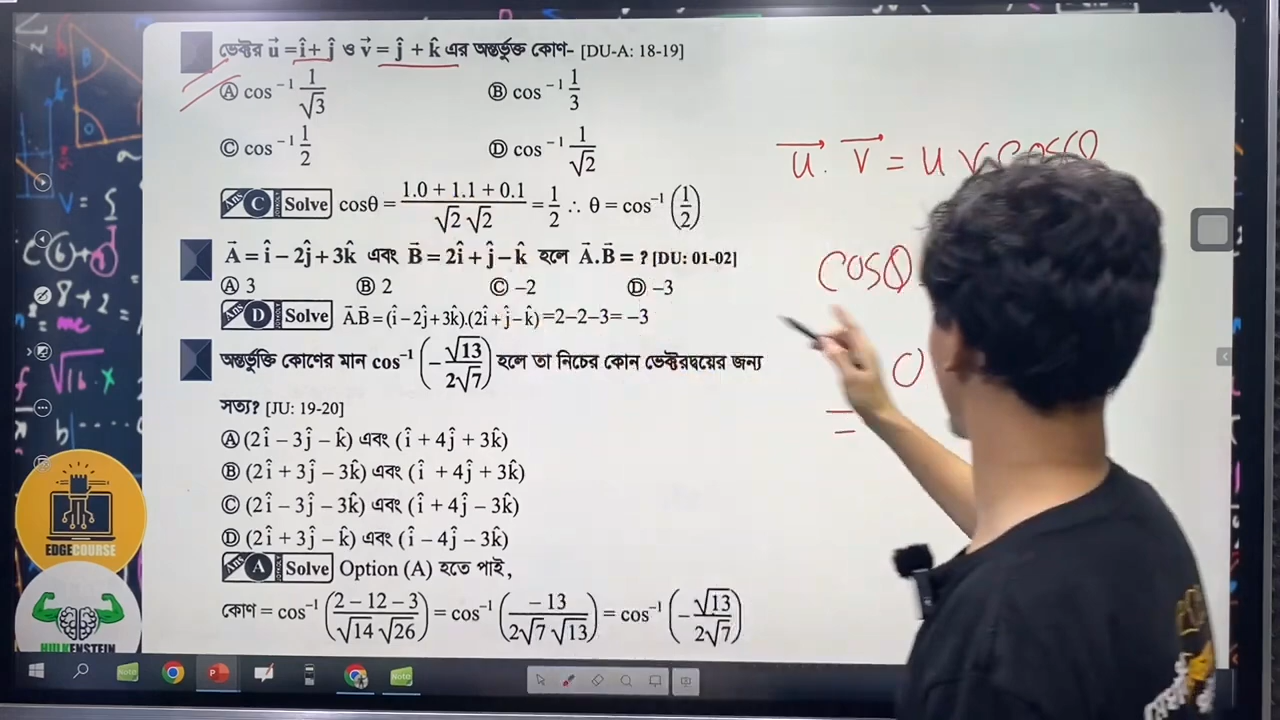 ভেক্টর u⃗ = î + ĵ ও v⃗ = ĵ + k̂ এর অন্তর্ভুক্ত কোণ- [DU-A: 18-19]
Ⓐ cos⁻¹ 1/√3 Ⓑ cos⁻¹ 1/3
Ⓒ cos⁻¹ 1/2 Ⓓ cos⁻¹ 1/√2
Ans C Solve cosθ = (1.0 + 1.1 + 0.1)/(√2 √2) = 1/2 ∴ θ = cos⁻¹ (1/2)
A⃗ = î − 2ĵ + 3k̂ এবং B⃗ = 2î + ĵ − k̂ হলে A⃗.B⃗ = ? [DU: 01-02]
Ⓐ 3 Ⓑ 2 Ⓒ −2 Ⓓ −3
Ans D Solve A⃗.B⃗ = (î − 2ĵ + 3k̂).(2î + ĵ − k̂) =2−2−3= −3
অন্তর্ভুক্তি কোণের মান cos⁻¹ (−√13/2√7) হলে তা নিচের কোন ভেক্টরদ্বয়ের জন্য
সত্য? [JU: 19-20]
Ⓐ (2î − 3ĵ − k̂) এবং (î + 4ĵ + 3k̂)
Ⓑ (2î + 3ĵ − 3k̂) এবং (î + 4ĵ + 3k̂)
Ⓒ (2î − 3ĵ − 3k̂) এবং (î + 4ĵ − 3k̂)
Ⓓ (2î + 3ĵ − k̂) এবং (î − 4ĵ − 3k̂)
Ans A Solve Option (A) হতে পাই,
কোণ = cos⁻¹ ((2 − 12 − 3)/(√14 √26)) = cos⁻¹ (−13/(2√7 √13)) = cos⁻¹ (−√13/2√7)
u⃗ . v⃗ = u v cosθ
cosθ
=
0
EDGECOURSE
HULKENSTEIN